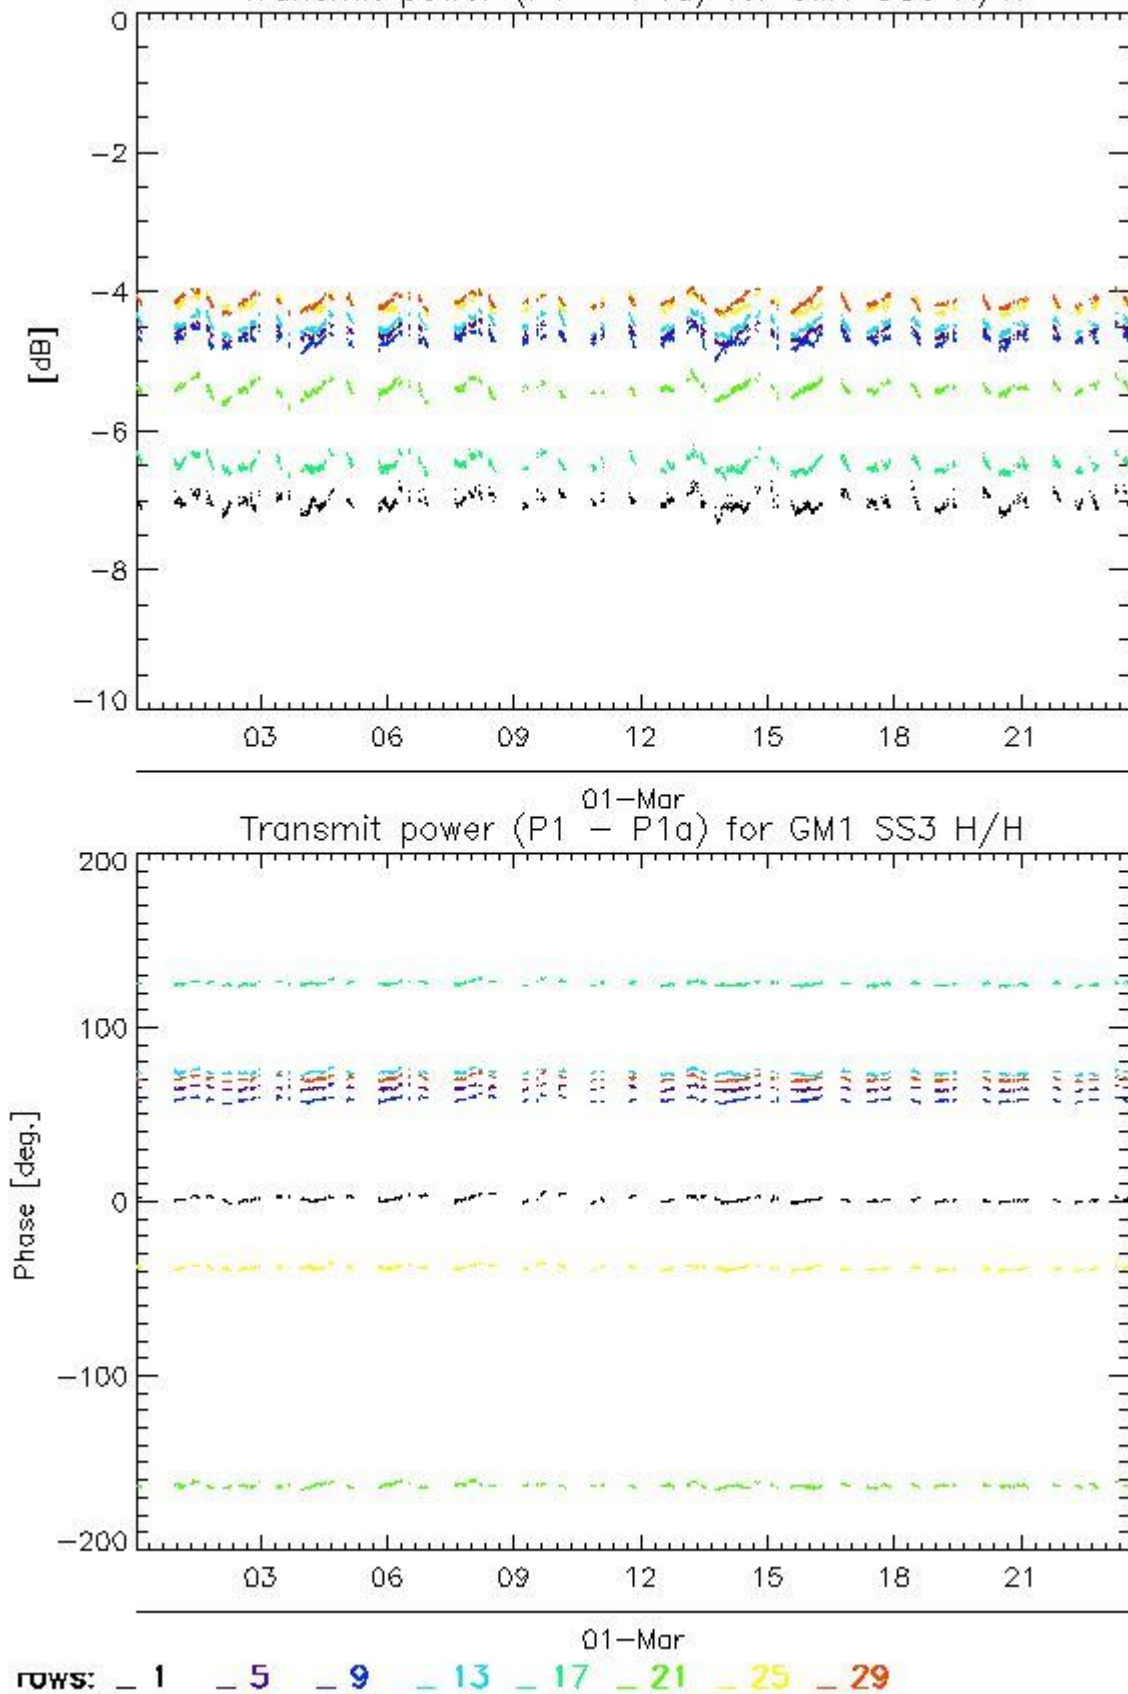 0
-2
-4
[dB]
-6
-8
-10
03 06 09 12 15 18 21
01-Mar
Transmit power (P1 - P1a) for GM1 SS3 H/H
200
100
Phase [deg.]
0
-100
-200
03 06 09 12 15 18 21
01-Mar
rows: _ 1 _ 5 _ 9 _ 13 _ 17 _ 21 _ 25 _ 29